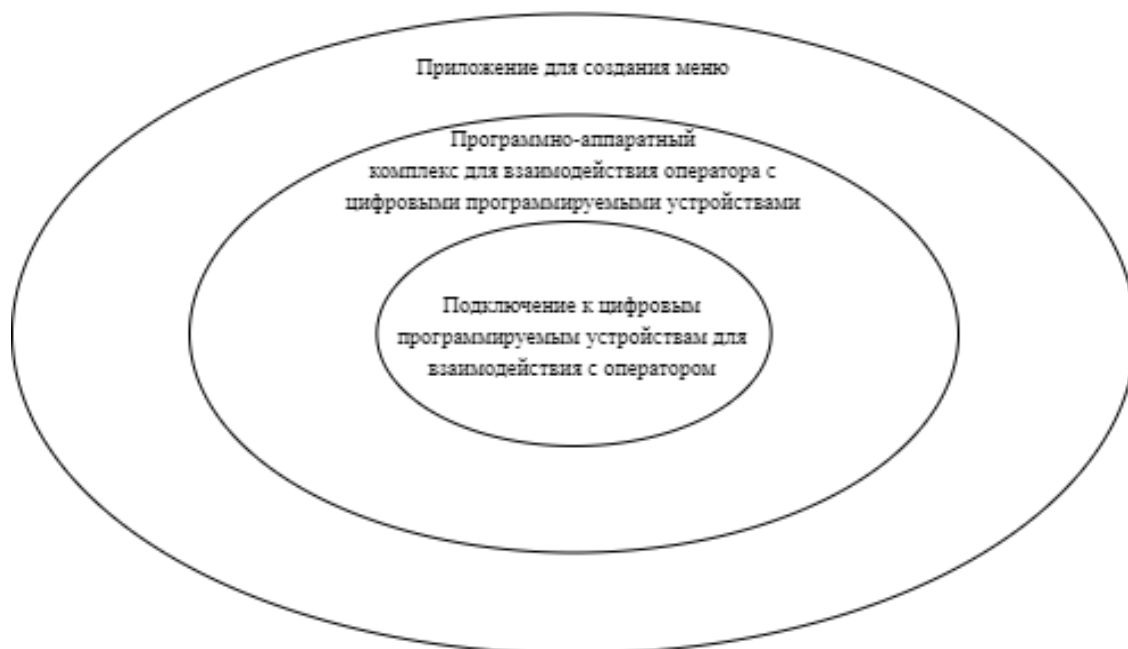 Приложение для создания меню
Программно-аппаратный
комплекс для взаимодействия оператора с
цифровыми программируемыми устройствами
Подключение к цифровым
программируемым устройствам для
взаимодействия с оператором